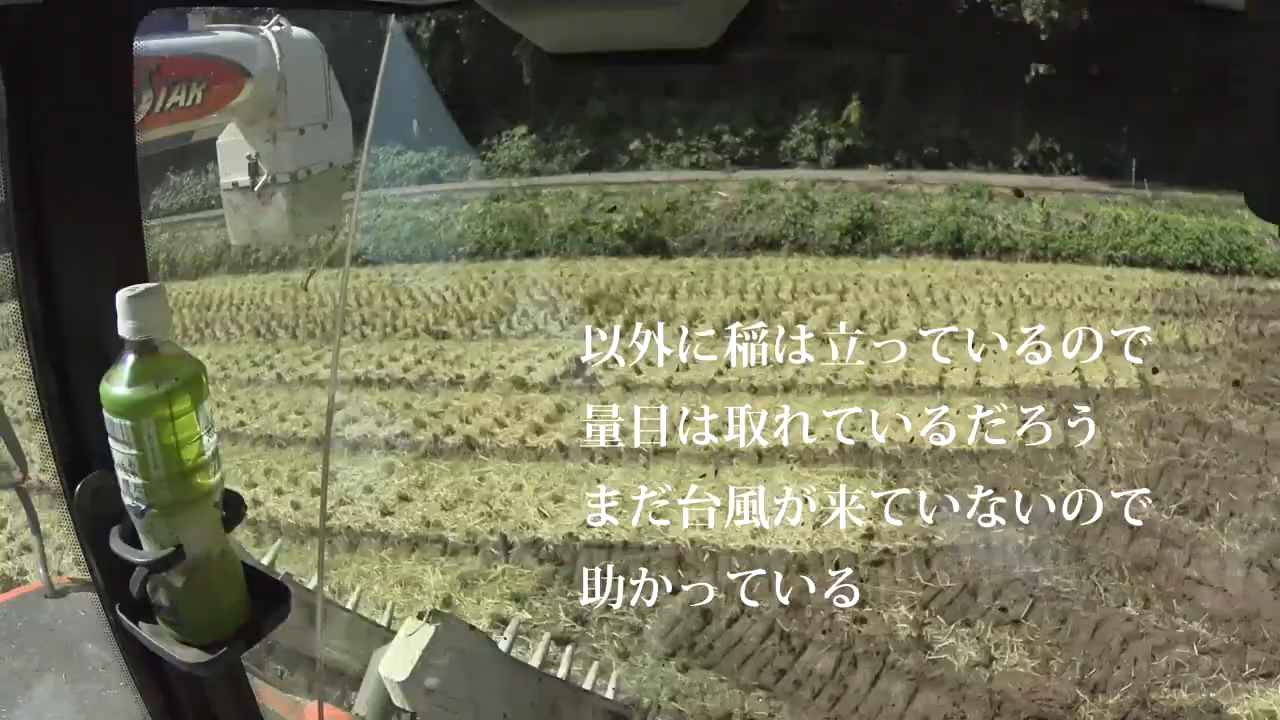 STAR
以外に稲は立っているので
量目は取れているだろう
まだ台風が来ていないので
助かっている